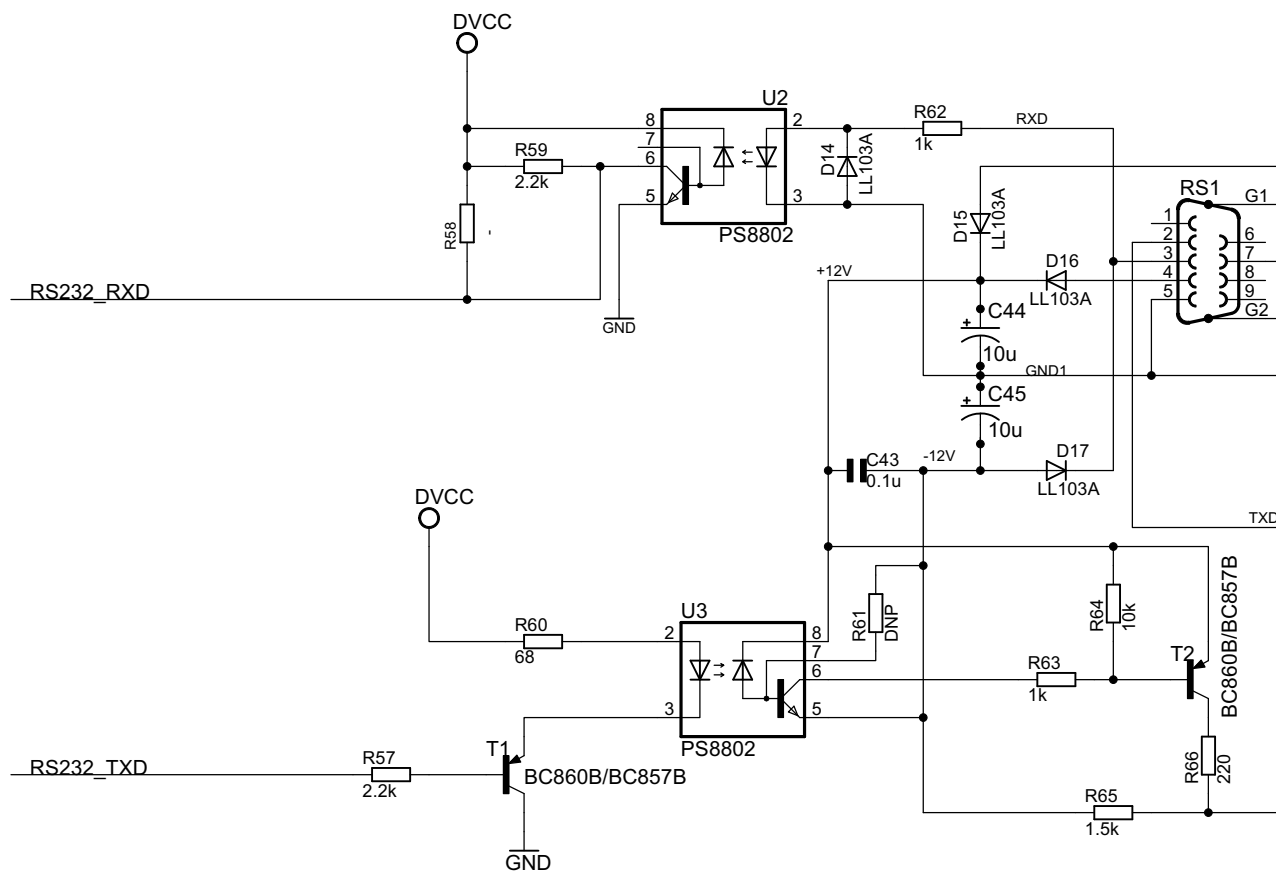 DVCC
U2
8
7
6
5
2
3
PS8802
R59
2.2k
R58
RS232_RXD
GND
D14
LL103A
R62
1k
RXD
D15
LL103A
+12V
D16
LL103A
RS1
G1
1
2
3
4
5
6
7
8
9
G2
C44
+
10u
GND1
C45
+
10u
-12V
D17
LL103A
C43
0.1u
TXD
DVCC
R60
68
U3
2
3
8
7
6
5
PS8802
R61
DNP
R64
10k
T2
BC860B/BC857B
R63
1k
R66
220
R65
1.5k
T1
BC860B/BC857B
RS232_TXD
R57
2.2k
GND